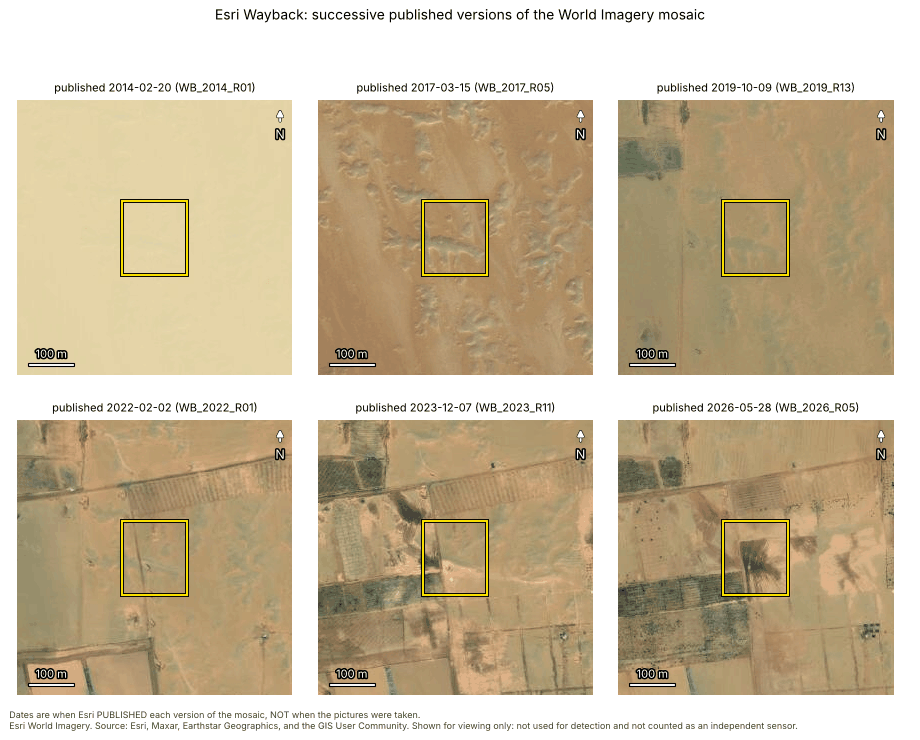 Esri Wayback: successive published versions of the World Imagery mosaic
published 2014-02-20 (WB_2014_R01)
published 2017-03-15 (WB_2017_R05)
published 2019-10-09 (WB_2019_R13)
N
N
N
100 m
100 m
100 m
published 2022-02-02 (WB_2022_R01)
published 2023-12-07 (WB_2023_R11)
published 2026-05-28 (WB_2026_R05)
N
N
N
100 m
100 m
100 m
Dates are when Esri PUBLISHED each version of the mosaic, NOT when the pictures were taken.
Esri World Imagery. Source: Esri, Maxar, Earthstar Geographics, and the GIS User Community. Shown for viewing only: not used for detection and not counted as an independent sensor.